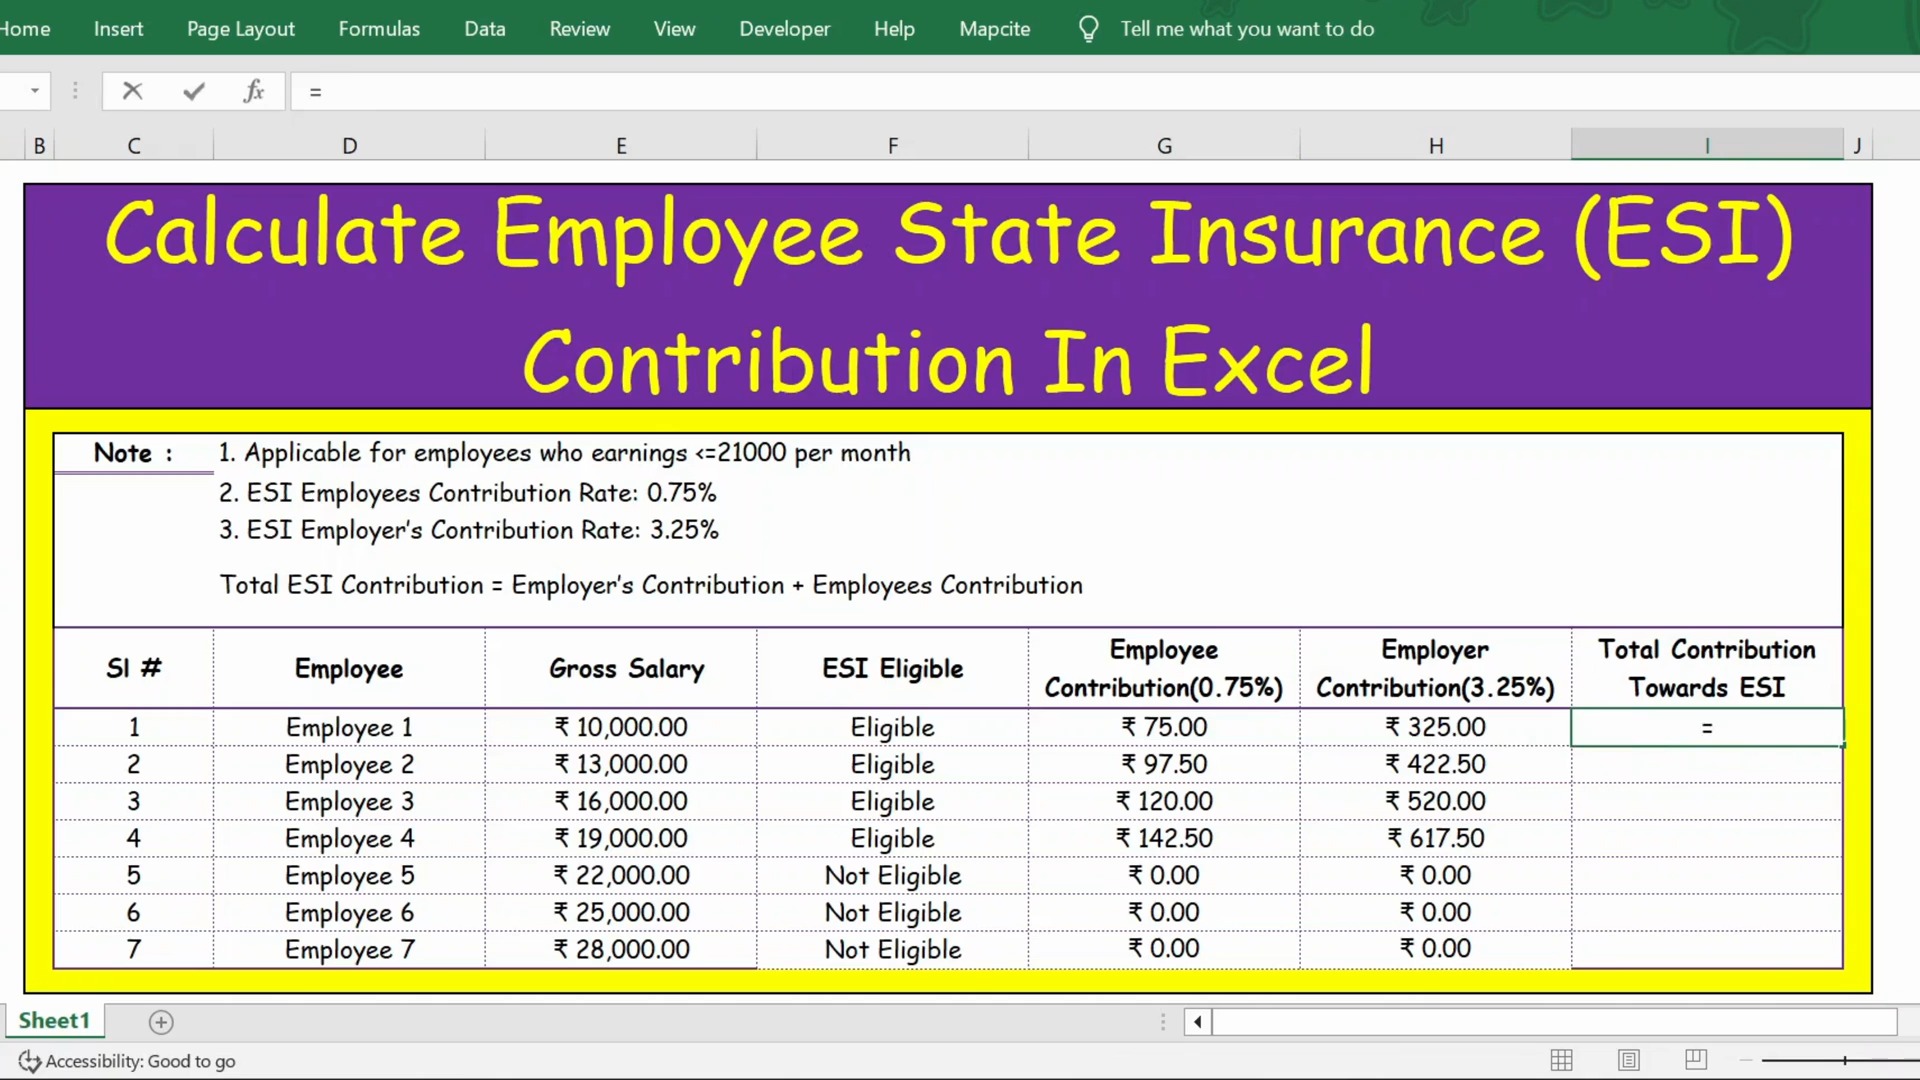 Home Insert Page Layout Formulas Data Review View Developer Help Mapcite Tell me what you want to do
fx =
B C D E F G H I J
Calculate Employee State Insurance (ESI)
Contribution In Excel
Note : 1. Applicable for employees who earnings <=21000 per month
2. ESI Employees Contribution Rate: 0.75%
3. ESI Employer's Contribution Rate: 3.25%
Total ESI Contribution = Employer's Contribution + Employees Contribution
Sl # Employee Gross Salary ESI Eligible Employee Contribution(0.75%) Employer Contribution(3.25%) Total Contribution Towards ESI
1 Employee 1 ₹ 10,000.00 Eligible ₹ 75.00 ₹ 325.00 =
2 Employee 2 ₹ 13,000.00 Eligible ₹ 97.50 ₹ 422.50
3 Employee 3 ₹ 16,000.00 Eligible ₹ 120.00 ₹ 520.00
4 Employee 4 ₹ 19,000.00 Eligible ₹ 142.50 ₹ 617.50
5 Employee 5 ₹ 22,000.00 Not Eligible ₹ 0.00 ₹ 0.00
6 Employee 6 ₹ 25,000.00 Not Eligible ₹ 0.00 ₹ 0.00
7 Employee 7 ₹ 28,000.00 Not Eligible ₹ 0.00 ₹ 0.00
Sheet1
Accessibility: Good to go